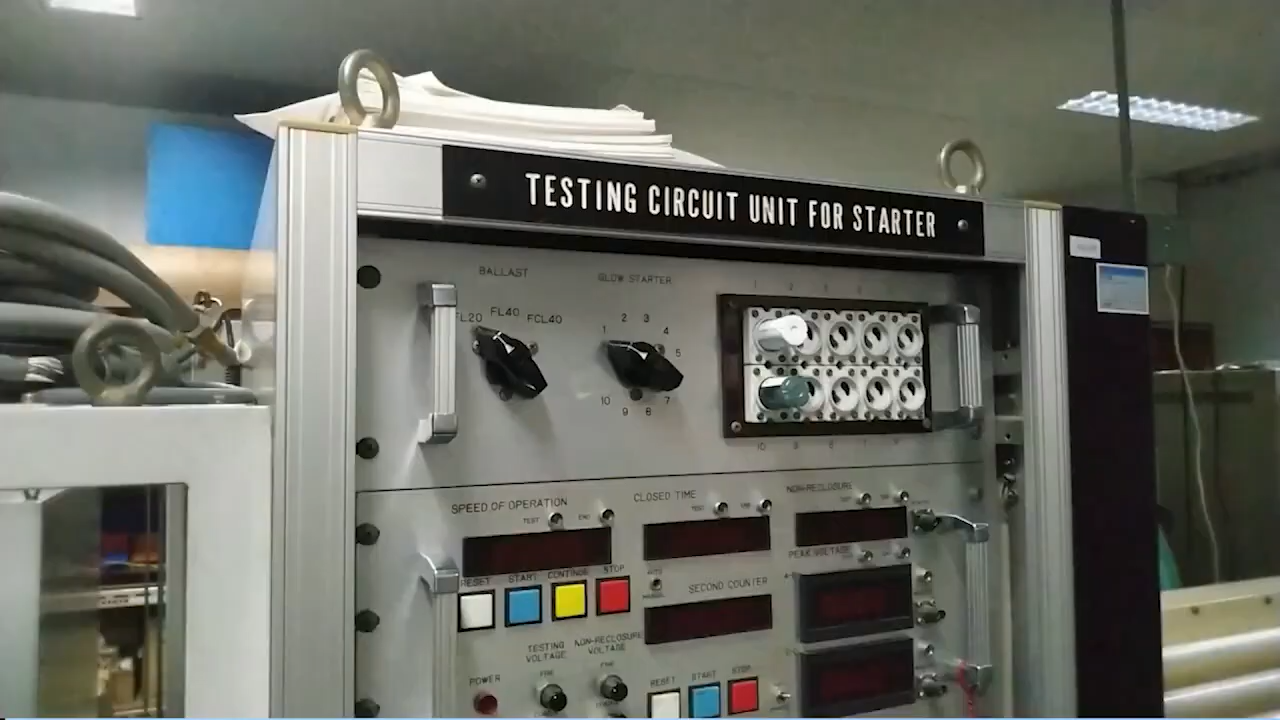 TESTING CIRCUIT UNIT FOR STARTER
BALLAST
GLOW STARTER
FL20 FL40 FCL40
1 2 3 4 5 7 8 9 10
SPEED OF OPERATION
TEST END
CLOSED TIME
NON-RECLOSURE
PEAK VOLTAGE
RESET START CONTINUE STOP
SECOND COUNTER
TESTING VOLTAGE
NON-RECLOSURE VOLTAGE
POWER
RESET START STOP